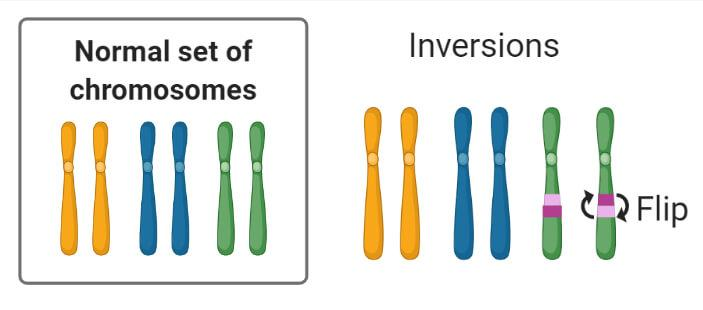 Normal set of
chromosomes
Inversions
Flip